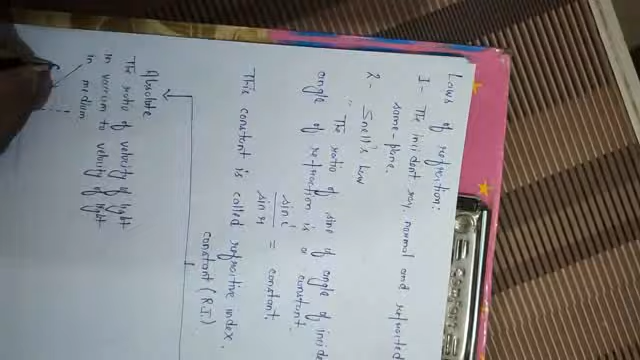 Laws of refraction:
1 - The incident ray, normal and refracted
same plane.
2 - Snell's law
" The ratio of sine of angle of incide
angle of refraction is a constant.
sin i
sin r = constant.
This constant is called refractive index.
constant (R.I.)
Absolute
The ratio of velocity of light
in vaccum to velocity of light
in medium